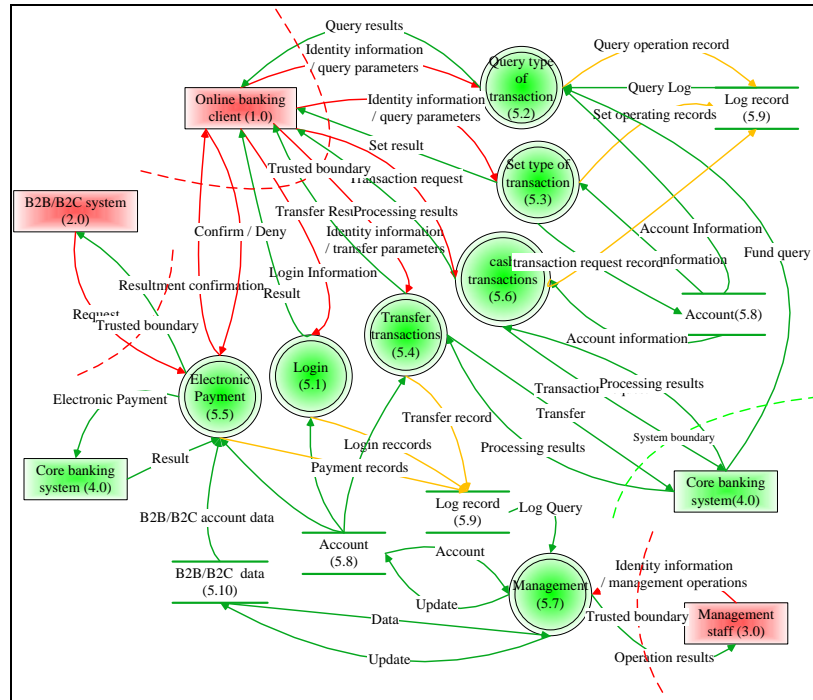 Query results
Identity information
/ query parameters
Query type
of
transaction
(5.2)
Query operation record
Query Log
Log record
(5.9)
Online banking
client (1.0)
Identity information
/ query parameters
Set operating records
Set result
Set type of
transaction
(5.3)
Trusted boundary
Transaction request
B2B/B2C system
(2.0)
Transfer Res
Processing results
Confirm / Deny
Identity information
/ transfer parameters
Account Information
Fund query
cash
transactions
(5.6)
transaction request record
information
Login Information
Resultment confirmation
Result
Request
Trusted boundary
Transfer
transactions
(5.4)
Account(5.8)
Account information
Login
(5.1)
Electronic
Payment
(5.5)
Electronic Payment
Processing results
Transfer
Transfer record
System boundary
Login reccords
Processing results
Payment records
Result
Core banking
system (4.0)
Core banking
system(4.0)
Log record
(5.9)
Log Query
B2B/B2C account data
Account
(5.8)
Account
B2B/B2C  data
(5.10)
Identity information
/ management operations
Management
(5.7)
Update
Trusted boundary
Management
staff (3.0)
Data
Update
Operation results